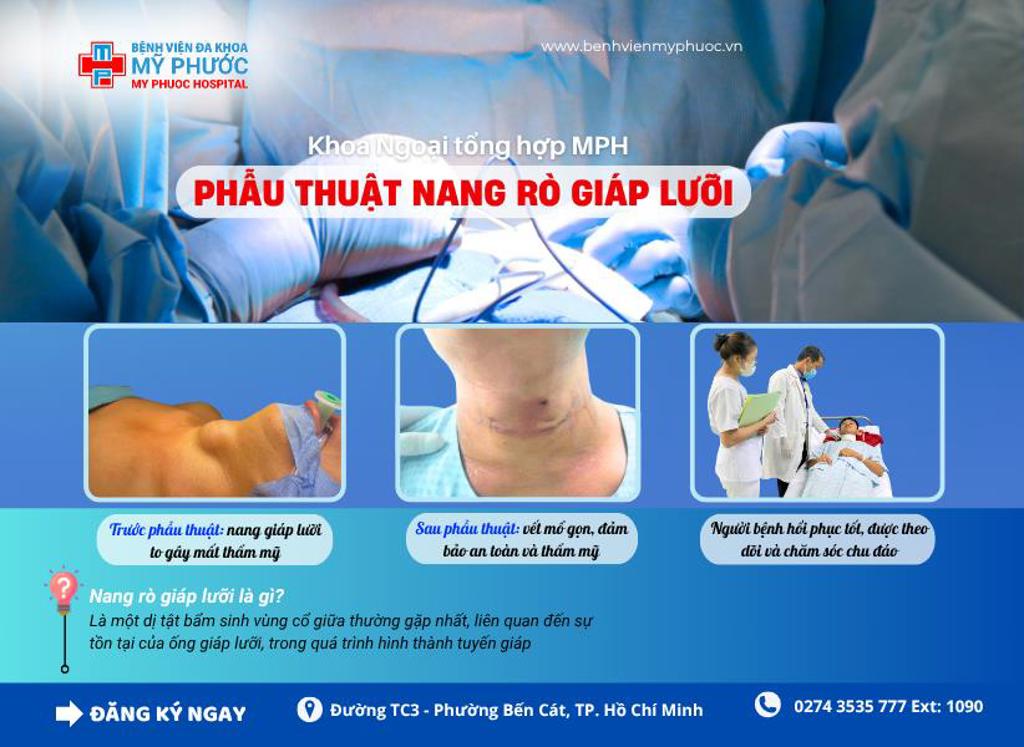 BỆNH VIỆN ĐA KHOA
MỸ PHƯỚC
MY PHUOC HOSPITAL
www.benhvienmyphuoc.vn
Khoa Ngoại tổng hợp MPH
PHẪU THUẬT NANG RÒ GIÁP LƯỠI
Trước phẫu thuật: nang giáp lưỡi
to gây mất thẩm mỹ
Sau phẫu thuật: vết mổ gọn, đảm
bảo an toàn và thẩm mỹ
Người bệnh hồi phục tốt, được theo
dõi và chăm sóc chu đáo
Nang rò giáp lưỡi là gì?
Là một dị tật bẩm sinh vùng cổ giữa thường gặp nhất, liên quan đến sự
tồn tại của ống giáp lưỡi, trong quá trình hình thành tuyến giáp
ĐĂNG KÝ NGAY
Đường TC3 - Phường Bến Cát, TP. Hồ Chí Minh
0274 3535 777 Ext: 1090